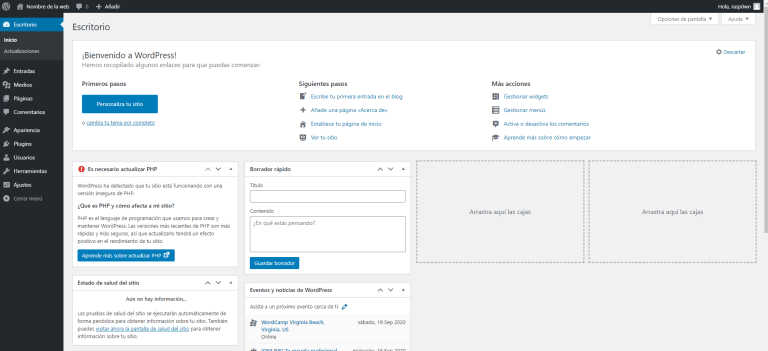 Nombre de la web 0 + Añadir Hola, rasp0wn
Escritorio
Inicio
Actualizaciones
Entradas
Medios
Páginas
Comentarios
Apariencia
Plugins
Usuarios
Herramientas
Ajustes
Cerrar menú
Opciones de pantalla Ayuda
Escritorio
¡Bienvenido a WordPress!
Descartar
Hemos recopilado algunos enlaces para que puedas comenzar:
Primeros pasos
Personaliza tu sitio
o cambia tu tema por completo
Siguientes pasos
Escribe tu primera entrada en el blog
Añade una página «Acerca de»
Establece tu página de inicio
Ver tu sitio
Más acciones
Gestionar widgets
Gestionar menús
Activa o desactiva los comentarios
Aprende más sobre cómo empezar
Es necesario actualizar PHP
WordPress ha detectado que tu sitio está funcionando con una
versión insegura de PHP.
¿Qué es PHP y cómo afecta a mi sitio?
PHP es el lenguaje de programación que usamos para crear y
mantener WordPress. Las versiones más recientes de PHP son más
rápidas y más seguras, así que actualizarlo tendrá un efecto
positivo en el rendimiento de tu sitio.
Aprende más sobre actualizar PHP
Estado de salud del sitio
Aún no hay información...
Las pruebas de salud del sitio se ejecutarán automáticamente de
forma periódica para obtener información sobre tu sitio. También
puedes visitar ahora la pantalla de salud del sitio para obtener
información sobre tu sitio.
Borrador rápido
Título
Contenido
¿En qué estás pensando?
Guardar borrador
Eventos y noticias de WordPress
Asiste a un próximo evento cerca de ti.
WordCamp Virginia Beach, sábado, 19 Sep 2020
Virginia, US
Online
Arrastra aquí las cajas
Arrastra aquí las cajas